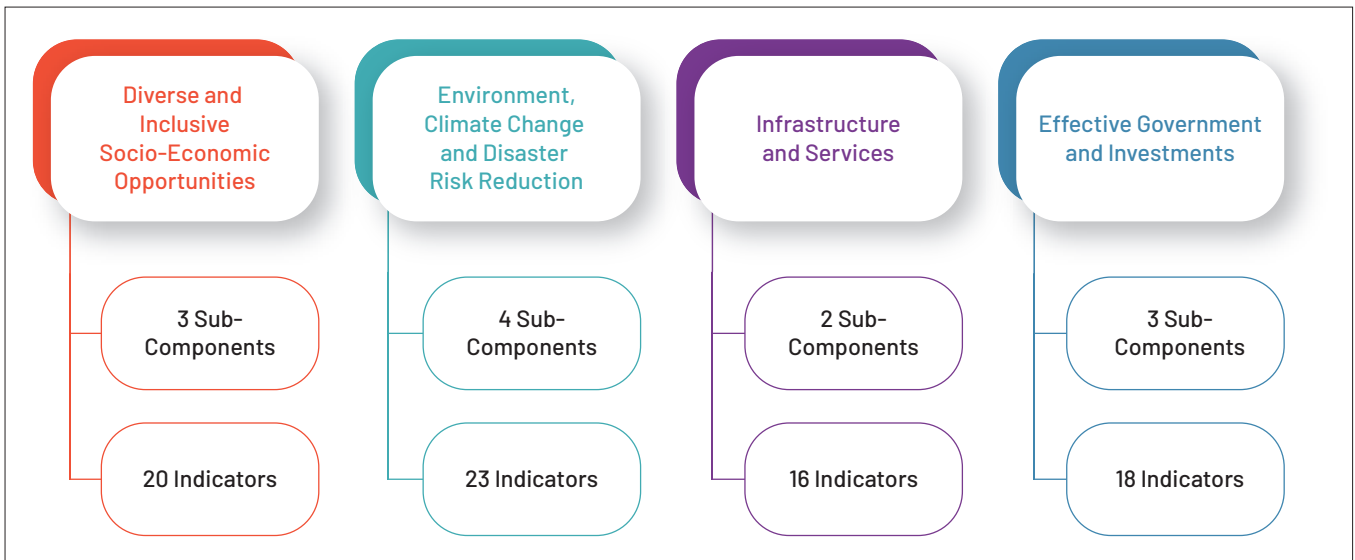 Diverse and
Inclusive
Socio-Economic
Opportunities
3 Sub-
Components
20 Indicators
Environment,
Climate Change
and Disaster
Risk Reduction
4 Sub-
Components
23 Indicators
Infrastructure
and Services
2 Sub-
Components
16 Indicators
Effective Government
and Investments
3 Sub-
Components
18 Indicators